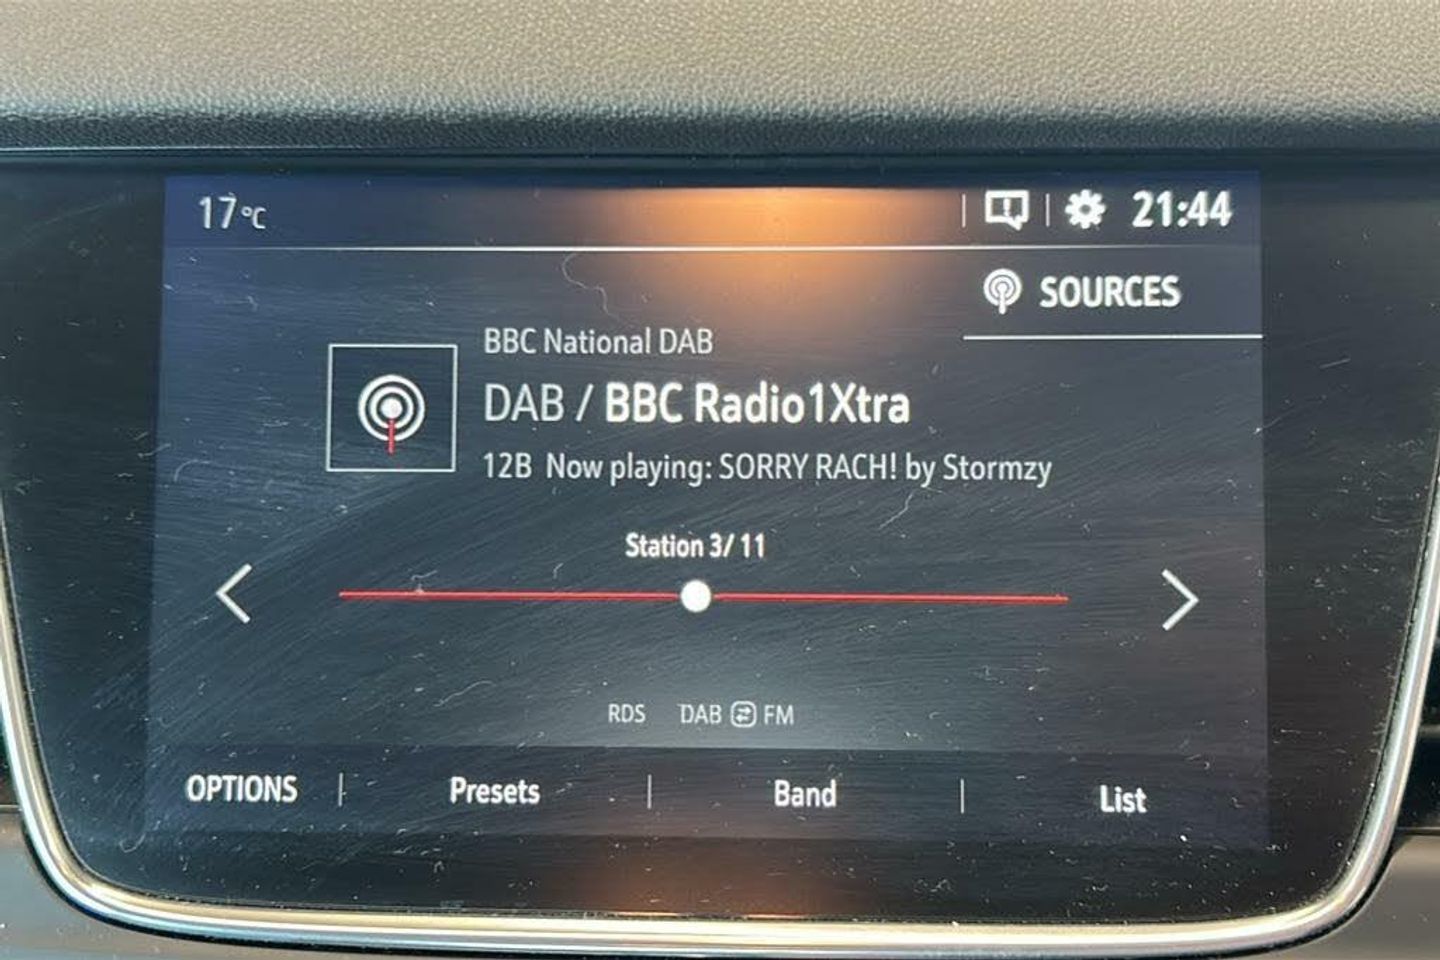 17°C
21:44
SOURCES
BBC National DAB
DAB / BBC Radio1Xtra
12B Now playing: SORRY RACH! by Stormzy
Station 3/ 11
RDS DAB FM
OPTIONS Presets Band List